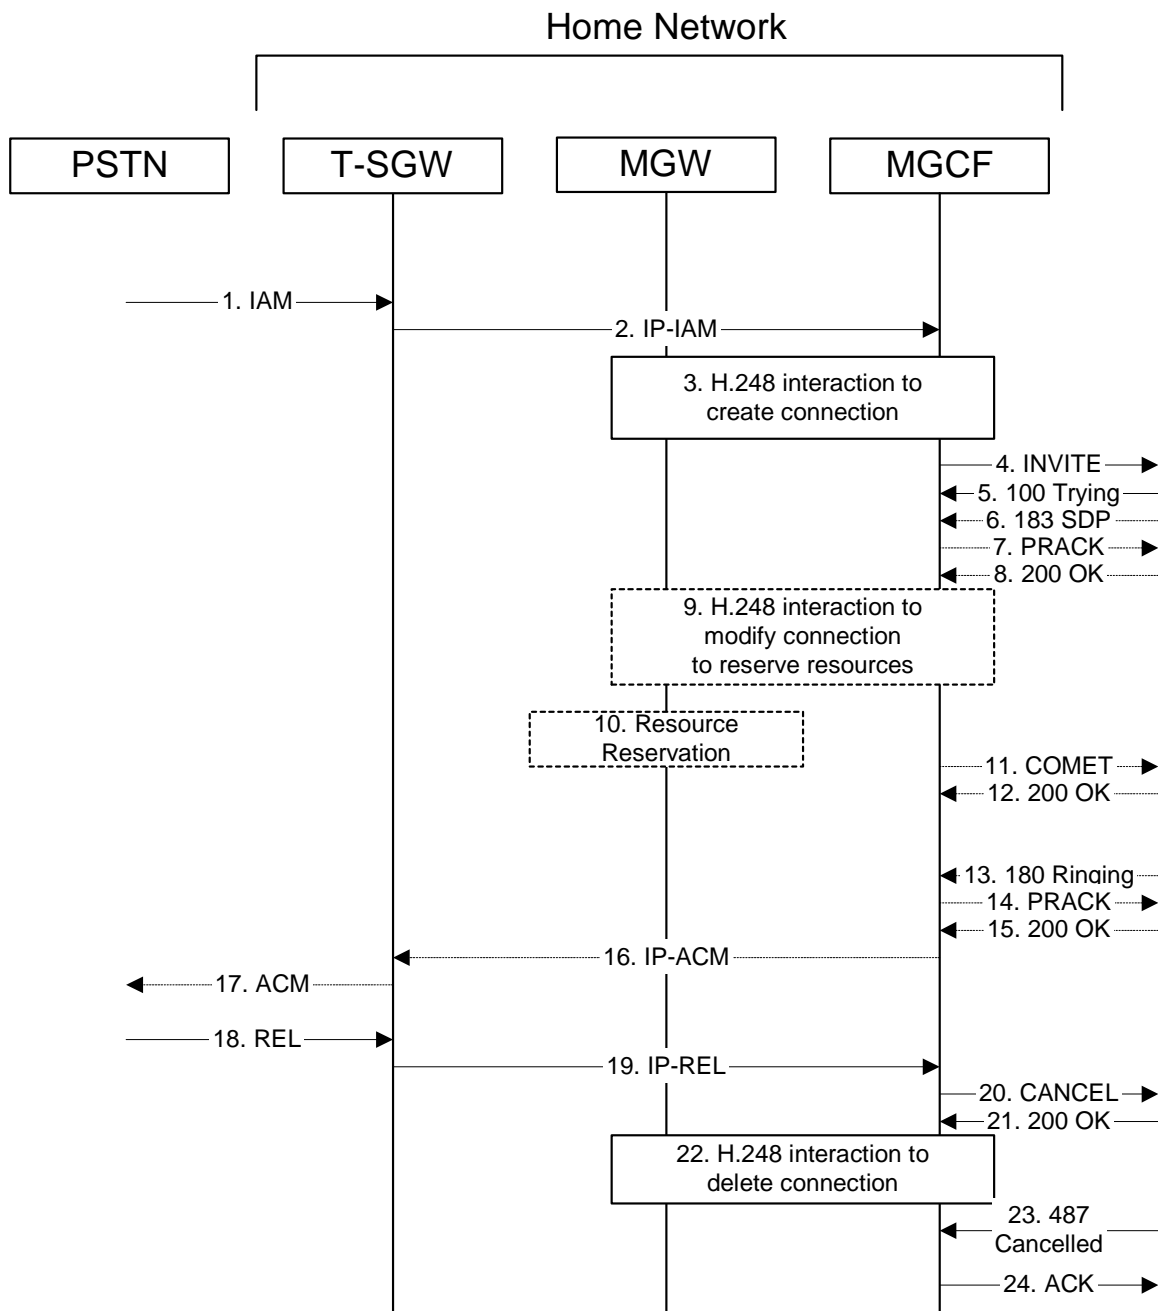 Home Network
PSTN
T-SGW
MGW
MGCF
1. IAM
2. IP-IAM
3. H.248 interaction to
create connection
4. INVITE
5. 100 Trying
6. 183 SDP
7. PRACK
8. 200 OK
9. H.248 interaction to
modify connection
to reserve resources
10. Resource
Reservation
11. COMET
12. 200 OK
13. 180 Ringing
14. PRACK
15. 200 OK
16. IP-ACM
17. ACM
18. REL
19. IP-REL
20. CANCEL
21. 200 OK
22. H.248 interaction to
delete connection
23. 487
Cancelled
24. ACK